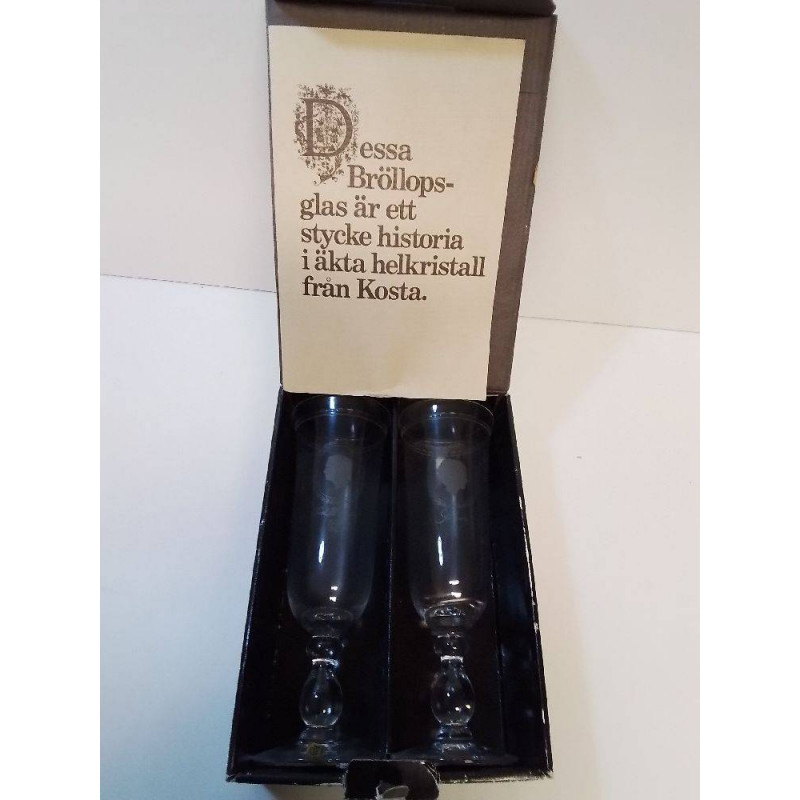 Dessa
Bröllops-
glas är ett
stycke historia
i äkta helkristall
från Kosta.